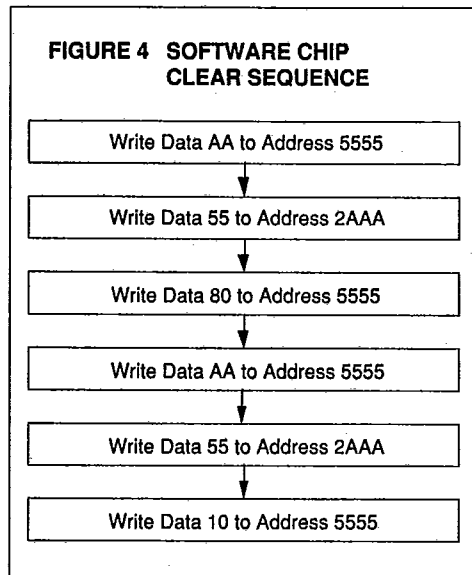 FIGURE 4 SOFTWARE CHIP
CLEAR SEQUENCE
Write Data AA to Address 5555
Write Data 55 to Address 2AAA
Write Data 80 to Address 5555
Write Data AA to Address 5555
Write Data 55 to Address 2AAA
Write Data 10 to Address 5555